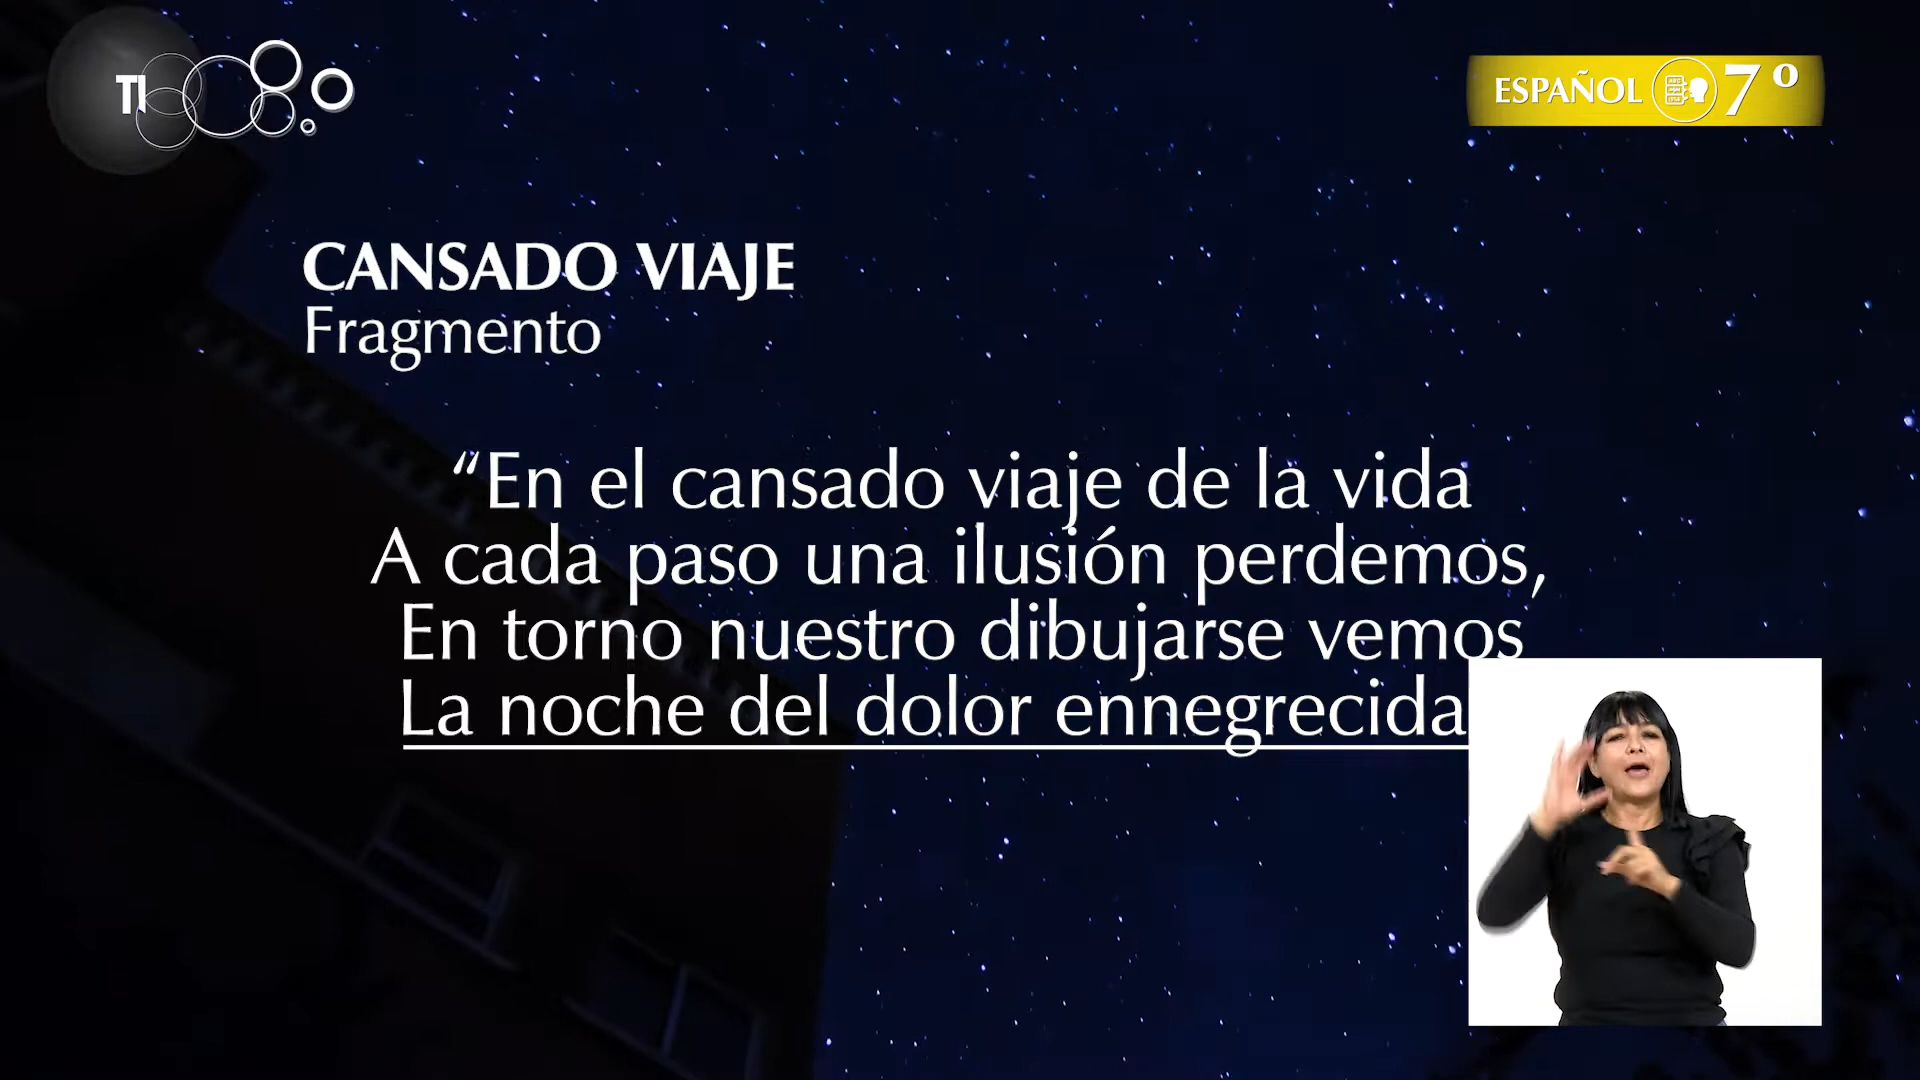 TI
ESPAÑOL 7º
CANSADO VIAJE
Fragmento
“En el cansado viaje de la vida
A cada paso una ilusión perdemos,
En torno nuestro dibujarse vemos
La noche del dolor ennegrecida